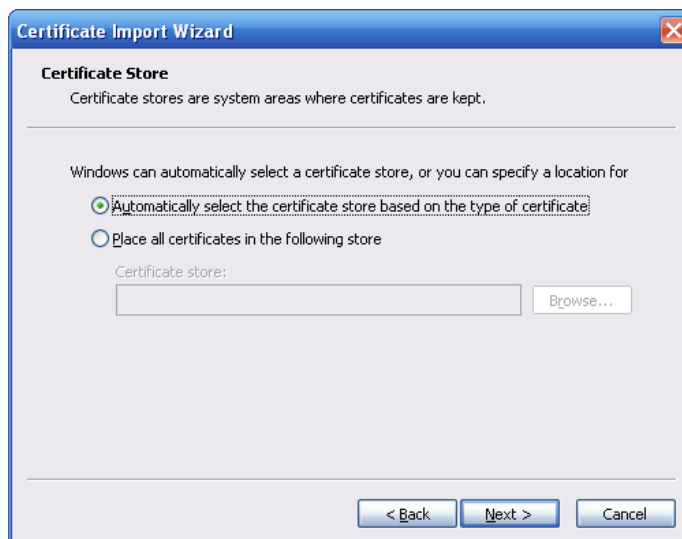 Certificate Import Wizard
Certificate Store
Certificate stores are system areas where certificates are kept.
Windows can automatically select a certificate store, or you can specify a location for
Automatically select the certificate store based on the type of certificate
Place all certificates in the following store
Certificate store:
Browse...
< Back Next > Cancel